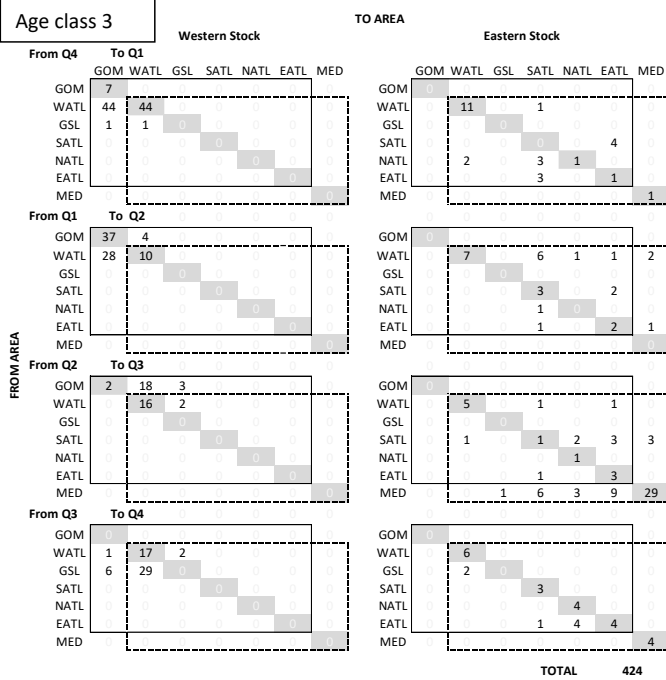 Age class 3
TO AREA
Western Stock Eastern Stock
From Q4 To Q1
GOM WATL GSL SATL NATL EATL MED GOM WATL GSL SATL NATL EATL MED
GOM 7 GOM
WATL 44 44 WATL 11 1
GSL 1 1 GSL
SATL SATL 4
NATL NATL 2 3 1
EATL EATL 3 1
MED MED 1
From Q1 To Q2
GOM 37 4 GOM
WATL 28 10 WATL 7 6 1 1 2
GSL GSL
SATL SATL 3 2
NATL NATL 1
EATL EATL 1 2 1
MED MED
FROM AREA
From Q2 To Q3
GOM 2 18 3 GOM
WATL 16 2 WATL 5 1 1
GSL GSL
SATL SATL 1 1 2 3 3
NATL NATL 1
EATL EATL 1 3
MED MED 1 6 3 9 29
From Q3 To Q4
GOM GOM
WATL 1 17 2 WATL 6
GSL 6 29 GSL 2
SATL SATL 3
NATL NATL 4
EATL EATL 1 4 4
MED MED 4
TOTAL 424